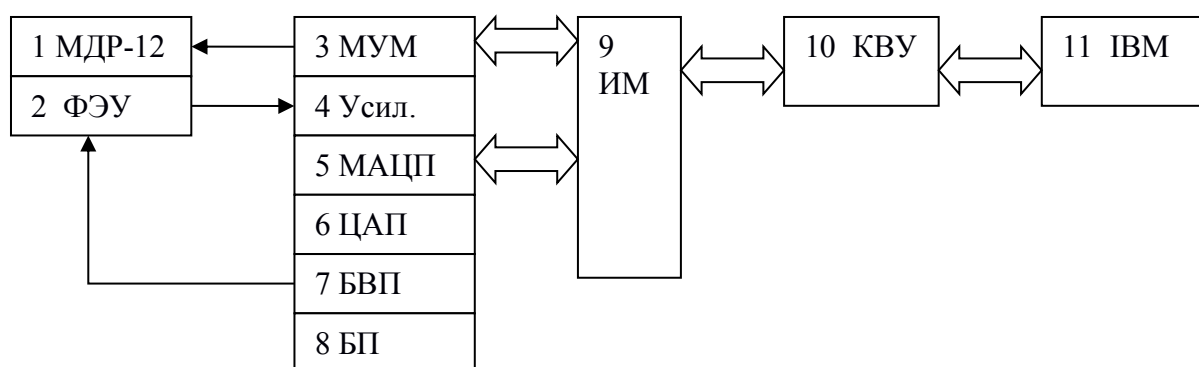 1 МДР-12
2 ФЭУ
3 МУМ
4 Усил.
5 МАЦП
6 ЦАП
7 БВП
8 БП
9
ИМ
10 КВУ
11 IBM